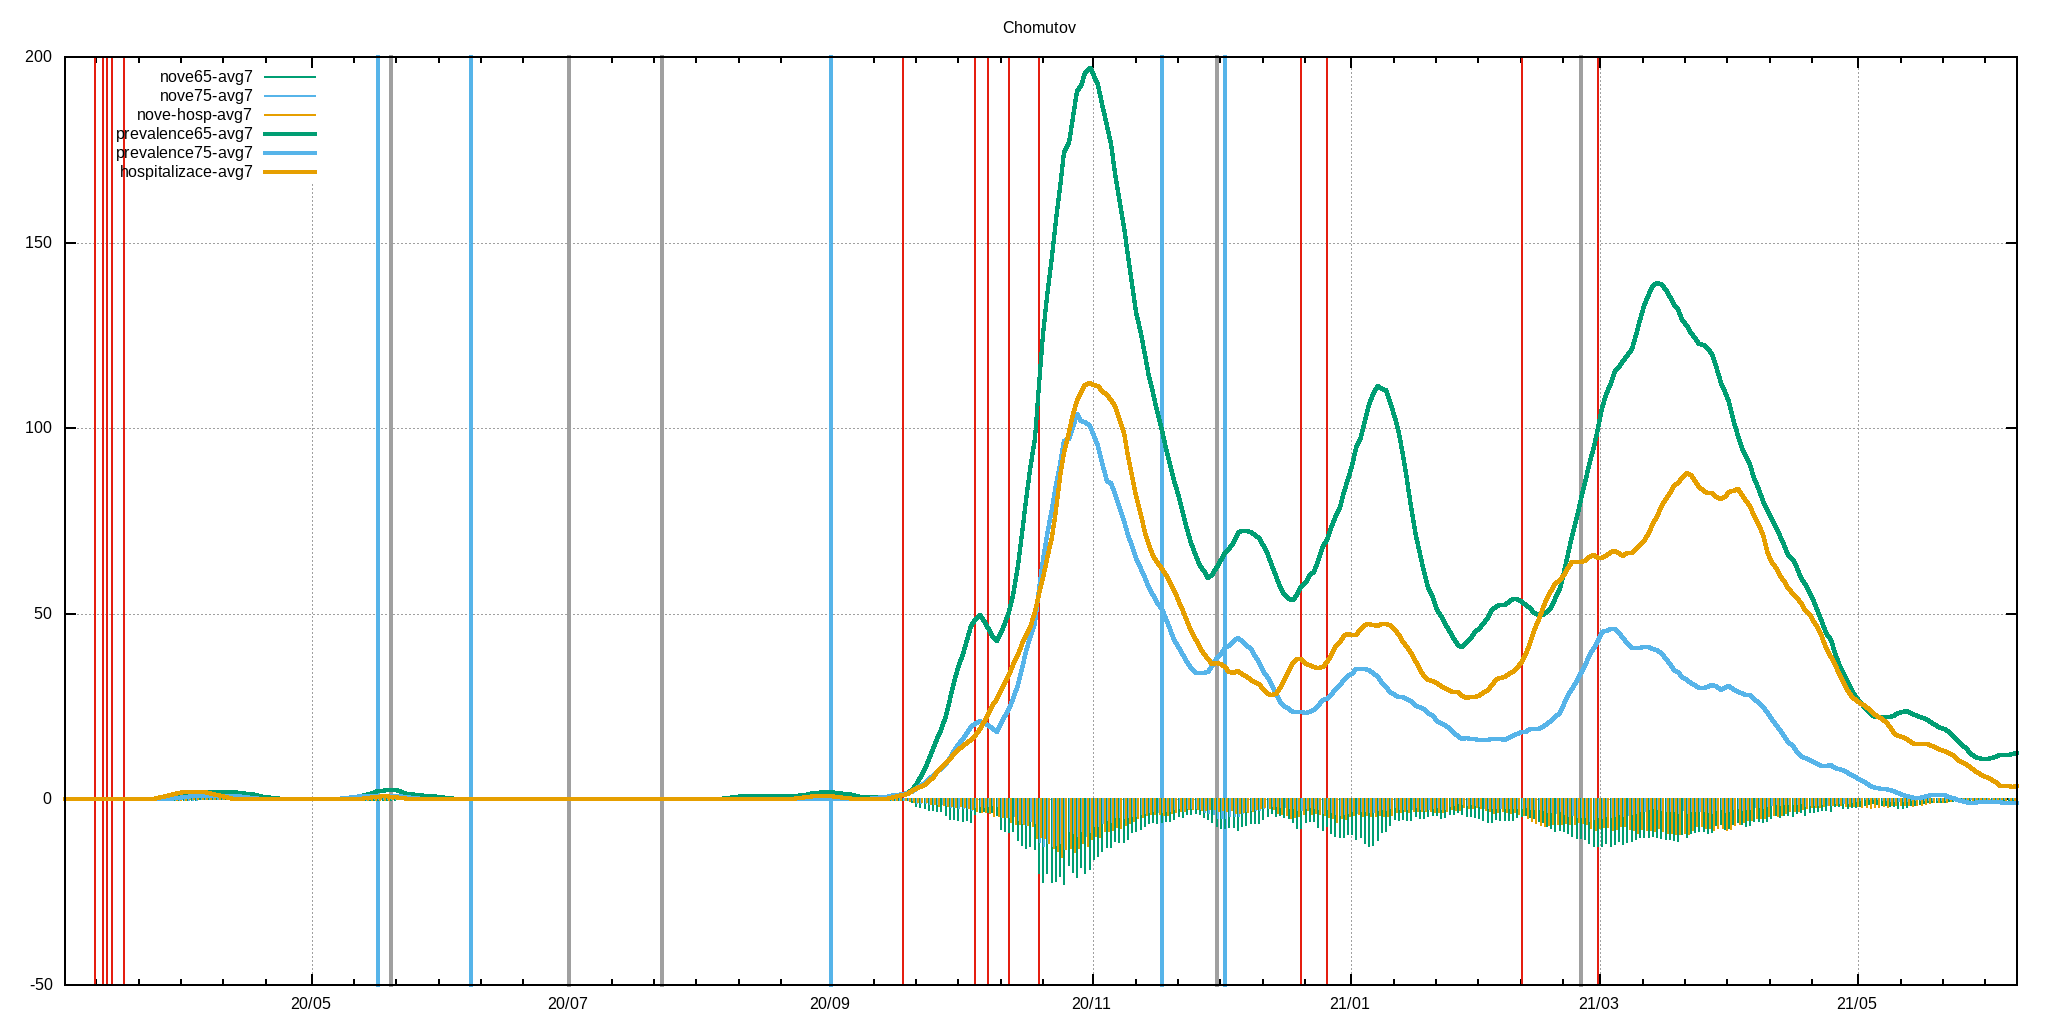 Chomutov
200
150
100
50
0
-50
nove65-avg7
nove75-avg7
nove-hosp-avg7
prevalence65-avg7
prevalence75-avg7
hospitalizace-avg7
20/05 20/07 20/09 20/11 21/01 21/03 21/05